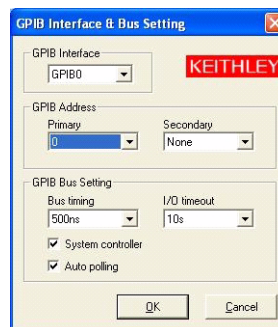 GPIB Interface & Bus Setting
GPIB Interface
GPIB0
KEITHLEY
GPIB Address
Primary
Secondary
0
None
GPIB Bus Setting
Bus timing
I/O timeout
500ns
10s
System controller
Auto polling
OK
Cancel